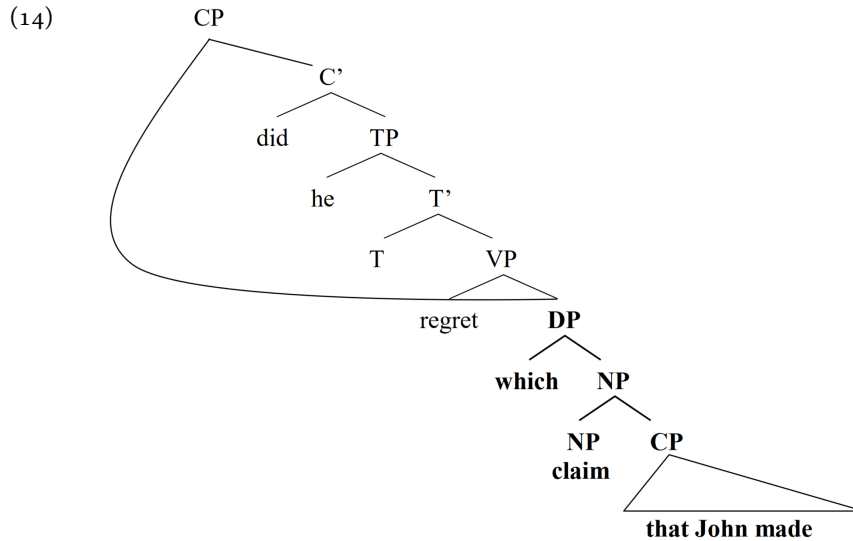 (14) CP
C’
did TP
he T’
T VP
regret DP
which NP
NP CP
claim
that John made